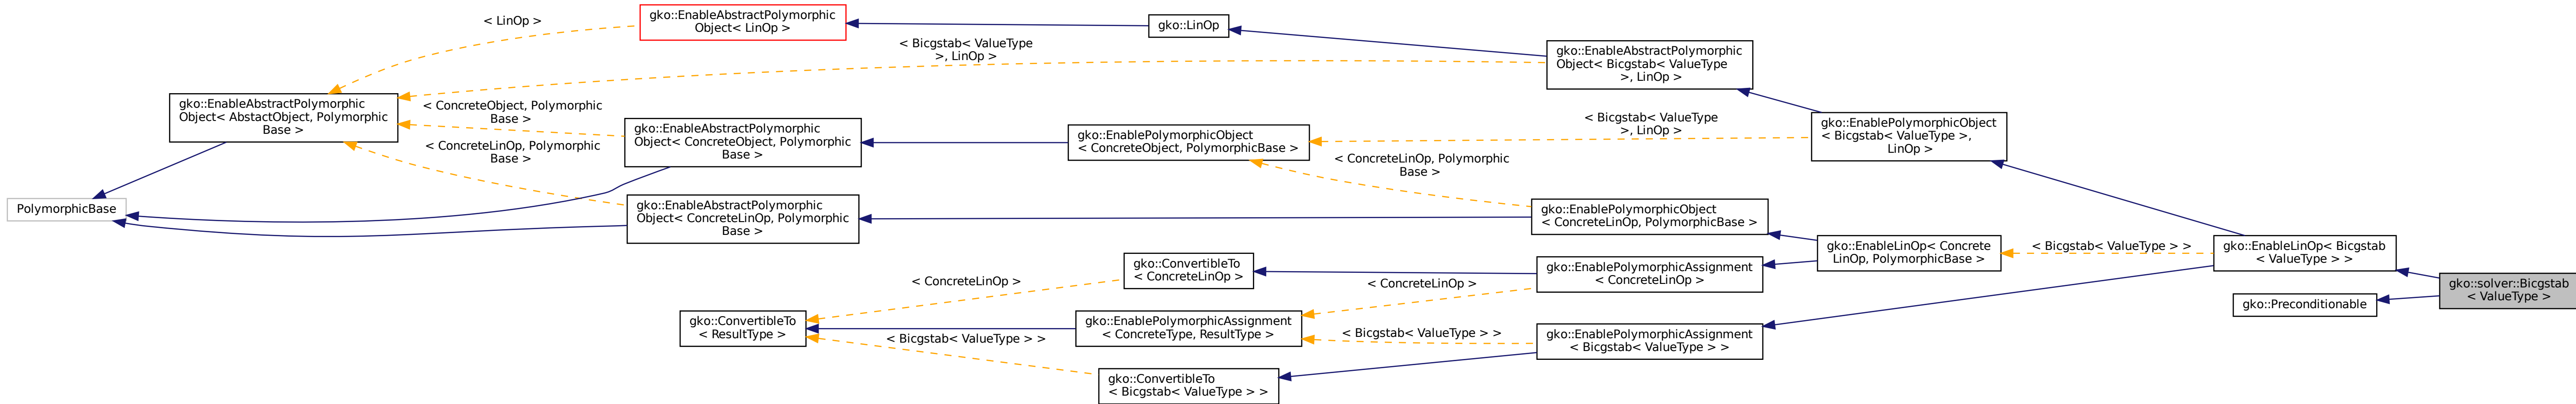 PolymorphicBase
gko::EnableAbstractPolymorphic
Object< AbstactObject, Polymorphic
Base >
< LinOp >
gko::EnableAbstractPolymorphic
Object< LinOp >
< Bicgstab< ValueType
>, LinOp >
< ConcreteObject, Polymorphic
Base >
< ConcreteLinOp, Polymorphic
Base >
gko::EnableAbstractPolymorphic
Object< ConcreteObject, Polymorphic
Base >
gko::EnableAbstractPolymorphic
Object< ConcreteLinOp, Polymorphic
Base >
gko::ConvertibleTo
< ResultType >
< ConcreteLinOp >
< Bicgstab< ValueType > >
gko::LinOp
gko::EnablePolymorphicObject
< ConcreteObject, PolymorphicBase >
gko::ConvertibleTo
< ConcreteLinOp >
gko::EnablePolymorphicAssignment
< ConcreteType, ResultType >
gko::ConvertibleTo
< Bicgstab< ValueType > >
< ConcreteLinOp, Polymorphic
Base >
< ConcreteLinOp >
< Bicgstab< ValueType > >
gko::EnableAbstractPolymorphic
Object< Bicgstab< ValueType
>, LinOp >
< Bicgstab< ValueType
>, LinOp >
gko::EnablePolymorphicObject
< ConcreteLinOp, PolymorphicBase >
gko::EnablePolymorphicAssignment
< ConcreteLinOp >
gko::EnablePolymorphicAssignment
< Bicgstab< ValueType > >
gko::EnablePolymorphicObject
< Bicgstab< ValueType >,
LinOp >
gko::EnableLinOp< Concrete
LinOp, PolymorphicBase >
< Bicgstab< ValueType > >
gko::EnableLinOp< Bicgstab
< ValueType > >
gko::Preconditionable
gko::solver::Bicgstab
< ValueType >